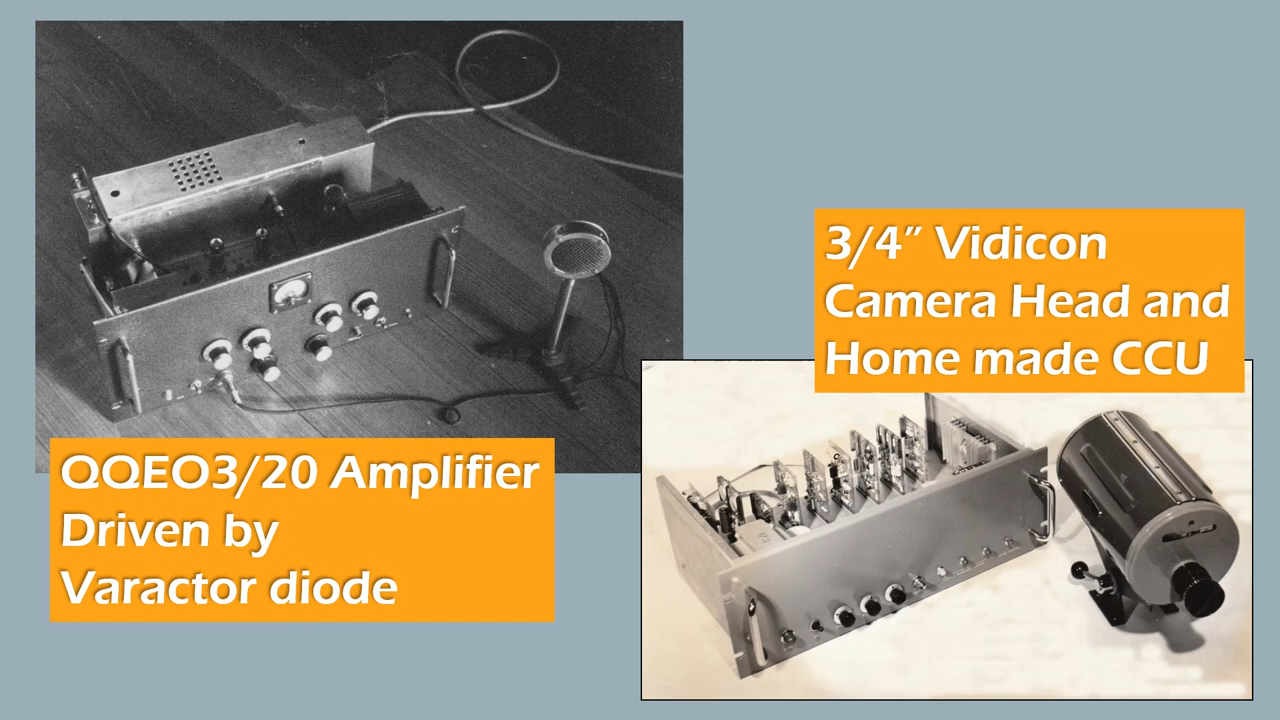 QQEO3/20 Amplifier
Driven by
Varactor diode
3/4” Vidicon
Camera Head and
Home made CCU